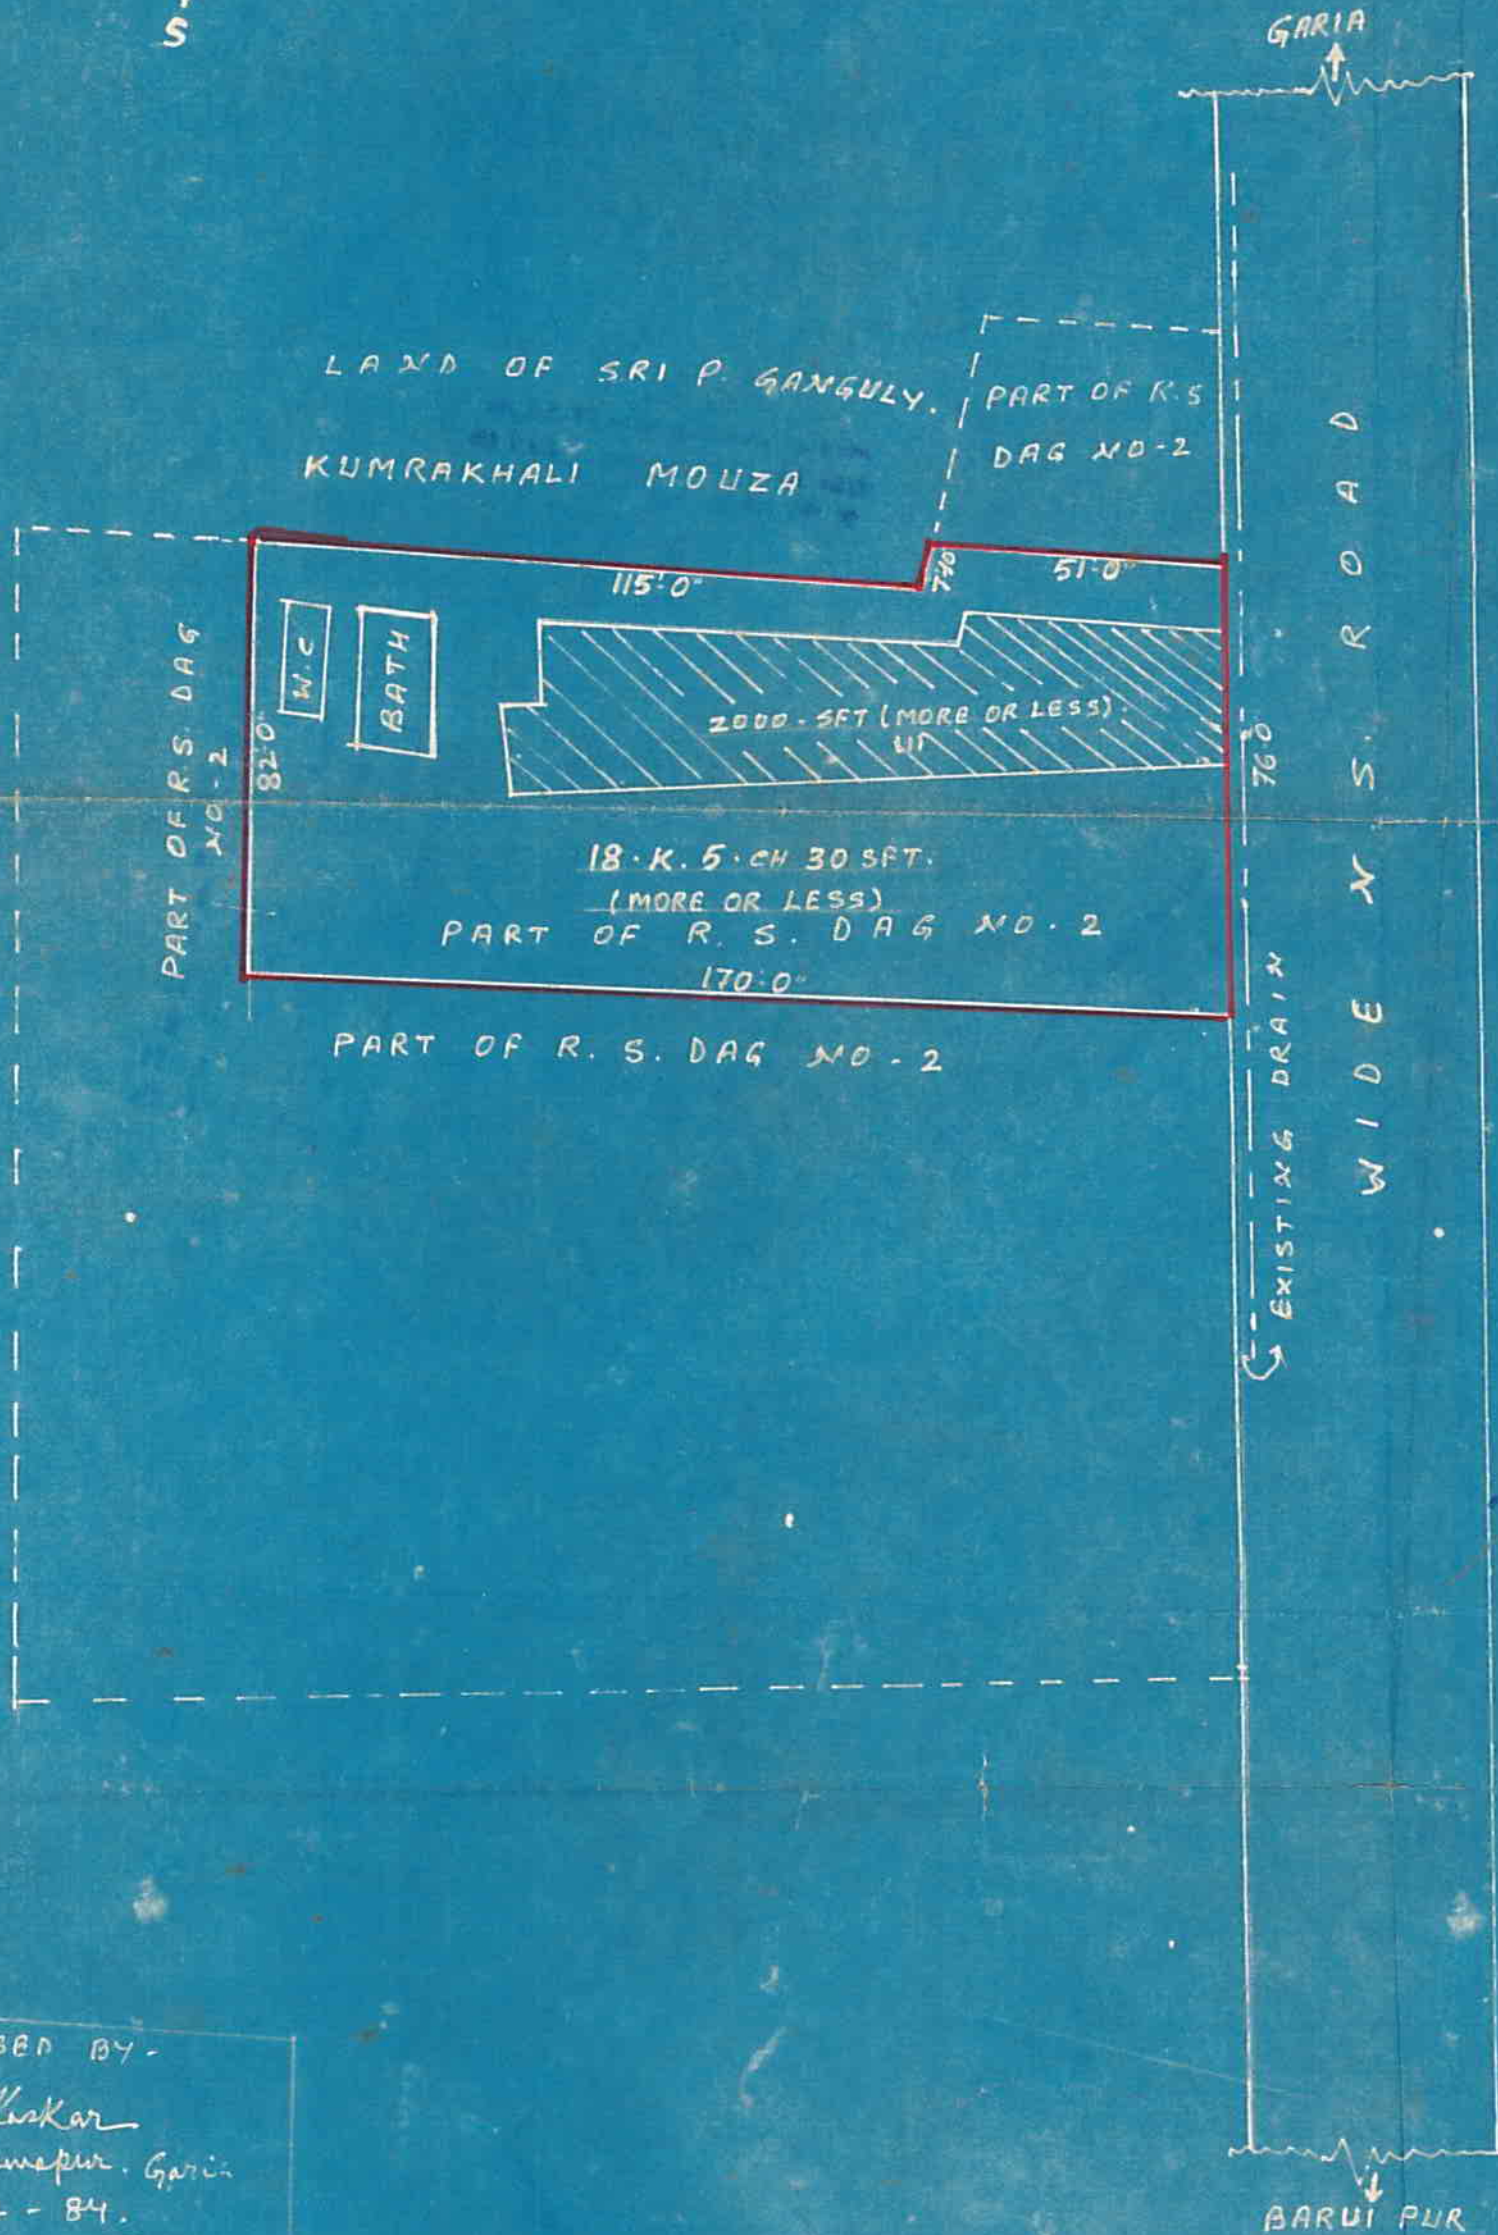 S
GARIA
LAND OF SRI P. GANGULY.
PART OF R.S
DAG NO-2
KUMRAKHALI MOUZA
115'-0"
51'-0"
W.C
BATH
PART OF R.S. DAG
NO-2
82'-0"
2000-SFT (MORE OR LESS).
76'-0
WIDE N.S. ROAD
18.K.5.CH 30 SFT.
(MORE OR LESS)
PART OF R.S. DAG NO. 2
170'-0"
PART OF R.S. DAG NO-2
EXISTING DRAIN
BY-
- 84.
BARUI PUR